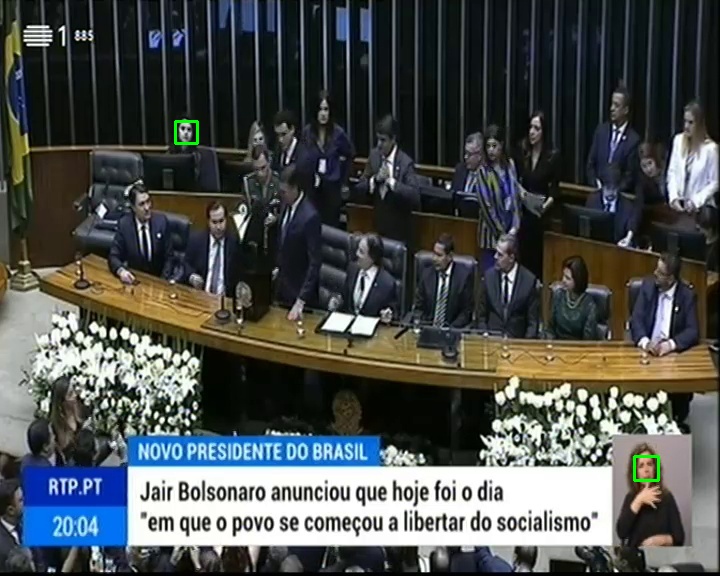 1 885
NOVO PRESIDENTE DO BRASIL
RTP.PT
Jair Bolsonaro anunciou que hoje foi o dia
20:04
"em que o povo se começou a libertar do socialismo"